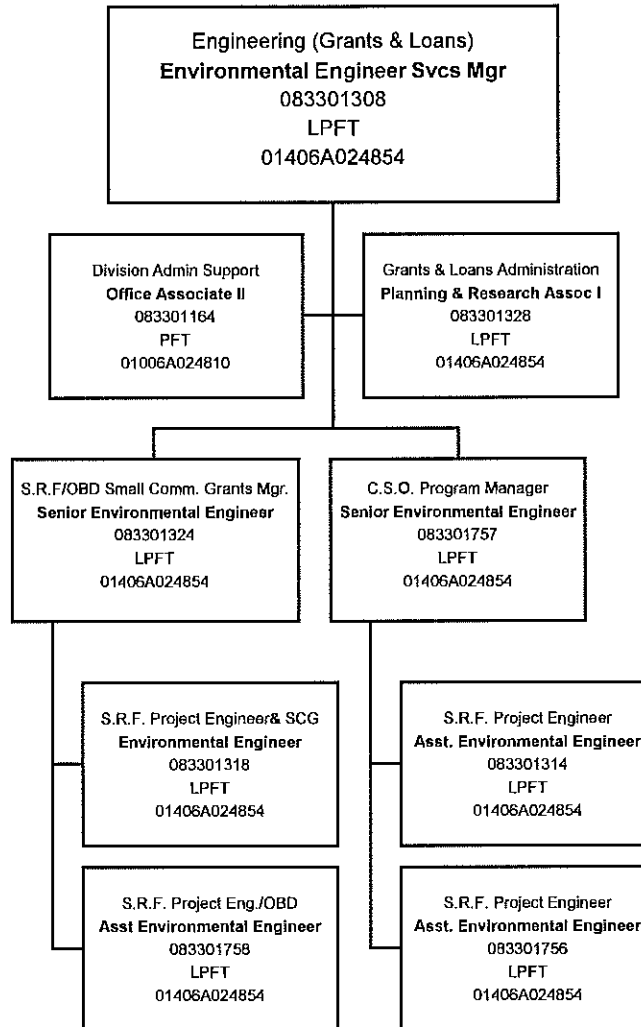 Engineering (Grants & Loans)
Environmental Engineer Svcs Mgr
083301308
LPFT
01406A024854
Division Admin Support
Office Associate II
083301164
PFT
01006A024810
Grants & Loans Administration
Planning & Research Assoc I
083301328
LPFT
01406A024854
S.R.F/OBD Small Comm. Grants Mgr.
Senior Environmental Engineer
083301324
LPFT
01406A024854
C.S.O. Program Manager
Senior Environmental Engineer
083301757
LPFT
01406A024854
S.R.F. Project Engineer& SCG
Environmental Engineer
083301318
LPFT
01406A024854
S.R.F. Project Engineer
Asst. Environmental Engineer
083301314
LPFT
01406A024854
S.R.F. Project Eng./OBD
Asst Environmental Engineer
083301758
LPFT
01406A024854
S.R.F. Project Engineer
Asst. Environmental Engineer
083301756
LPFT
01406A024854